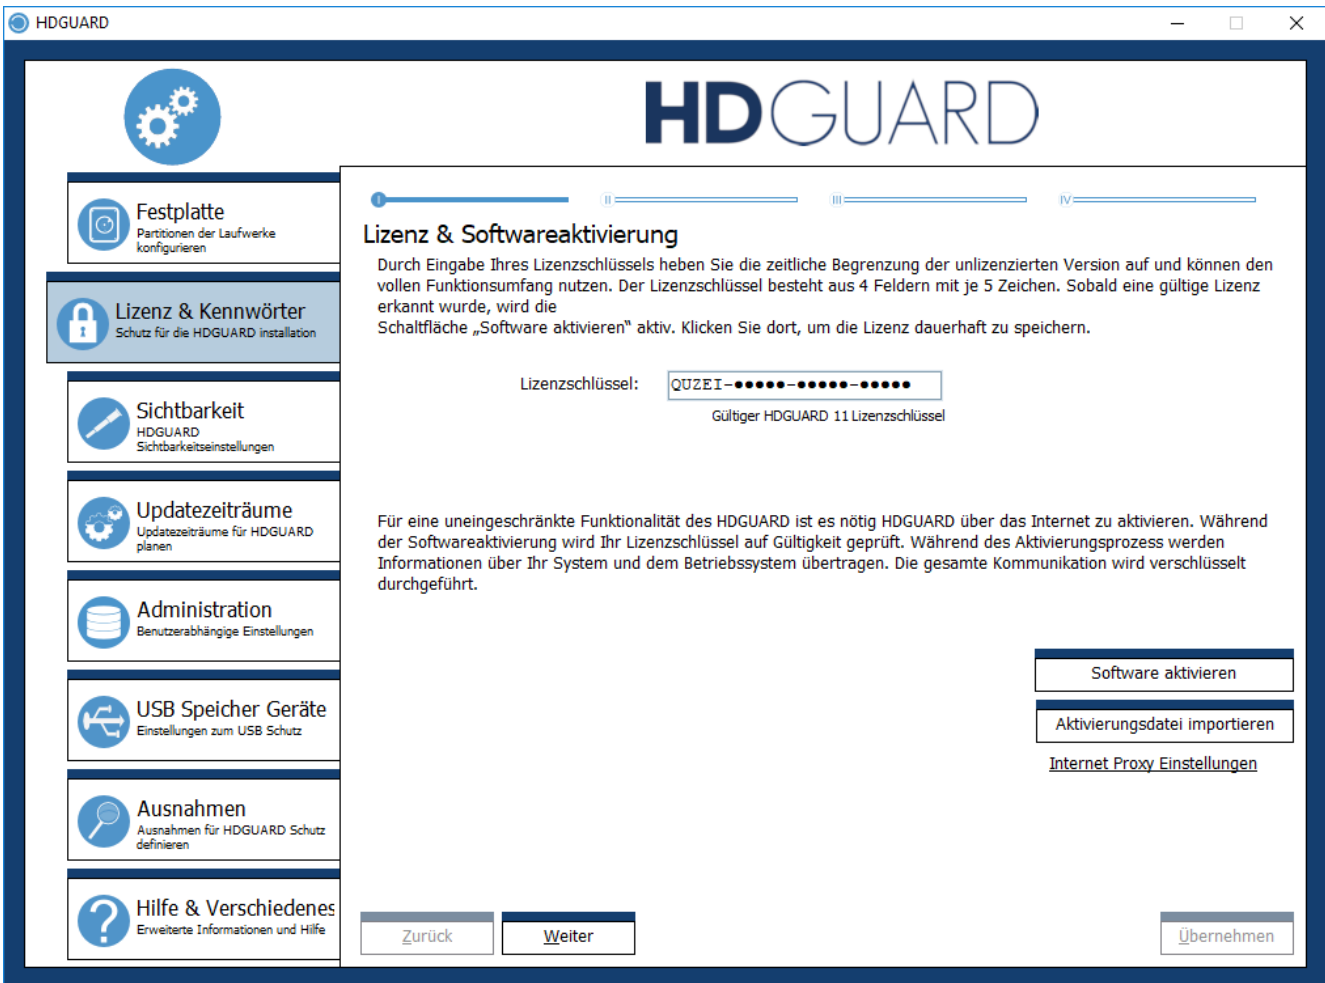 HDGUARD
HDGUARD
Festplatte
Partitionen der Laufwerke
konfigurieren
Lizenz & Kennwörter
Schutz für die HDGUARD installation
Sichtbarkeit
HDGUARD
Sichtbarkeitseinstellungen
Updatezeiträume
Updatezeiträume für HDGUARD
planen
Administration
Benutzerabhängige Einstellungen
USB Speicher Geräte
Einstellungen zum USB Schutz
Ausnahmen
Ausnahmen für HDGUARD Schutz
definieren
Hilfe & Verschiedenes
Erweiterte Informationen und Hilfe
I II III IV
Lizenz & Softwareaktivierung
Durch Eingabe Ihres Lizenzschlüssels heben Sie die zeitliche Begrenzung der unlizenzierten Version auf und können den
vollen Funktionsumfang nutzen. Der Lizenzschlüssel besteht aus 4 Feldern mit je 5 Zeichen. Sobald eine gültige Lizenz
erkannt wurde, wird die
Schaltfläche „Software aktivieren“ aktiv. Klicken Sie dort, um die Lizenz dauerhaft zu speichern.
Lizenzschlüssel: QUZEI-●●●●●-●●●●●-●●●●●
Gültiger HDGUARD 11 Lizenzschlüssel
Für eine uneingeschränkte Funktionalität des HDGUARD ist es nötig HDGUARD über das Internet zu aktivieren. Während
der Softwareaktivierung wird Ihr Lizenzschlüssel auf Gültigkeit geprüft. Während des Aktivierungsprozess werden
Informationen über Ihr System und dem Betriebssystem übertragen. Die gesamte Kommunikation wird verschlüsselt
durchgeführt.
Software aktivieren
Aktivierungsdatei importieren
Internet Proxy Einstellungen
Zurück Weiter Übernehmen